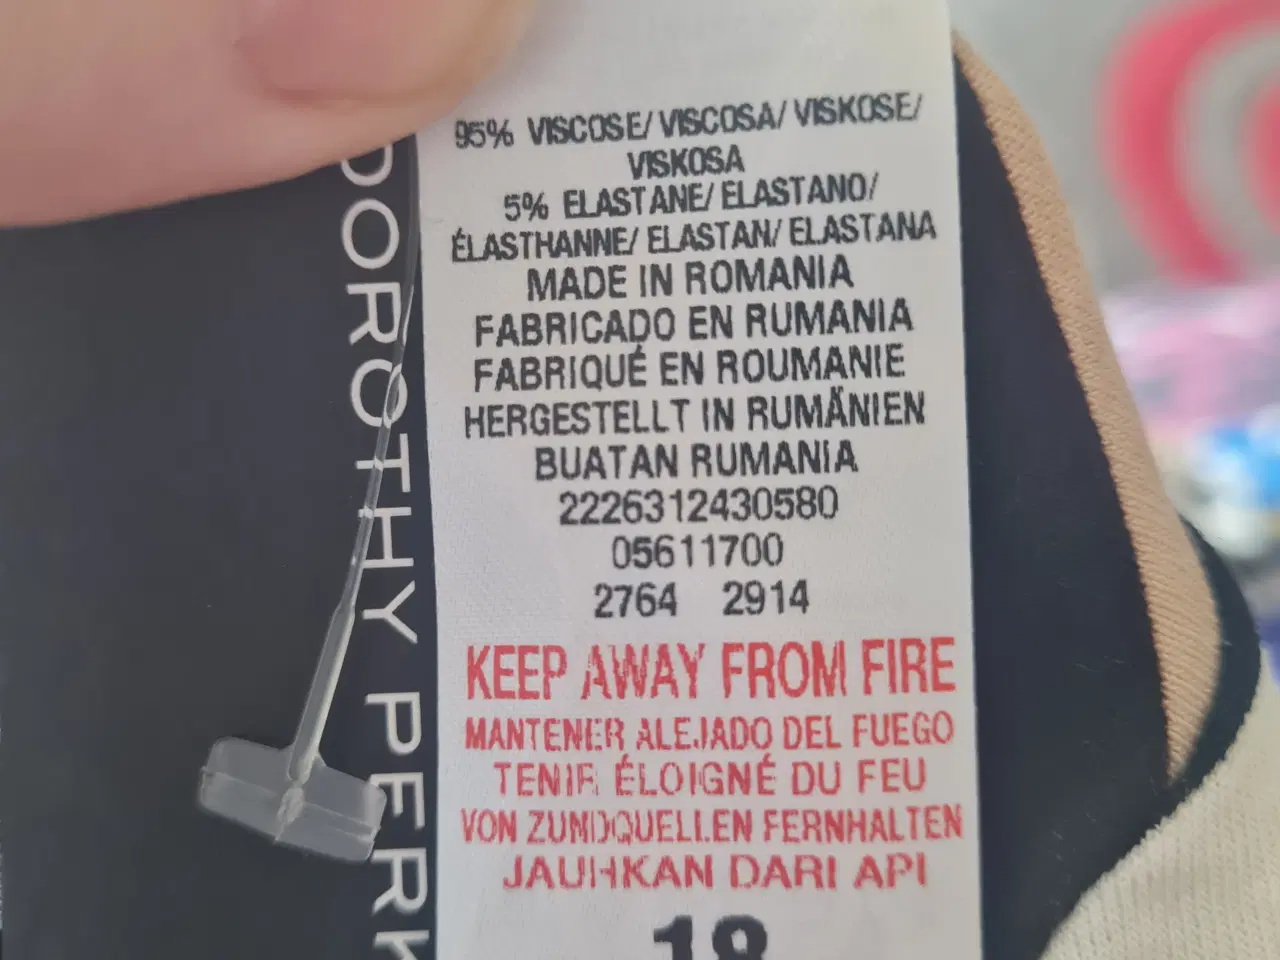 95% VISCOSE/ VISCOSA/ VISKOSE/
VISKOSA
5% ELASTANE/ ELASTANO/
ÉLASTHANNE/ ELASTAN/ ELASTANA
MADE IN ROMANIA
FABRICADO EN RUMANIA
FABRIQUÉ EN ROUMANIE
HERGESTELLT IN RUMÄNIEN
BUATAN RUMANIA
2226312430580
05611700
2764 2914
KEEP AWAY FROM FIRE
MANTENER ALEJADO DEL FUEGO
TENIR ÉLOIGNÉ DU FEU
VON ZUNDQUELLEN FERNHALTEN
JAUHKAN DARI API
18
DOROTHY PERK